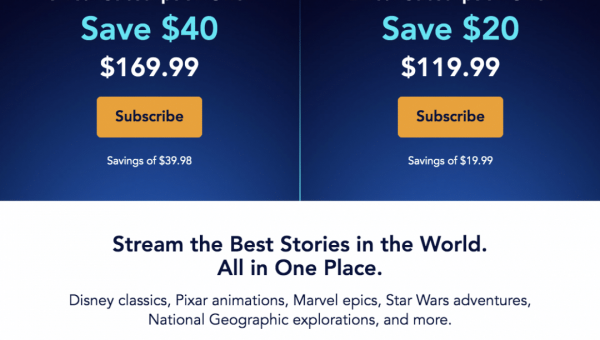 Save $40
$169.99
Subscribe
Savings of $39.98
Save $20
$119.99
Subscribe
Savings of $19.99
Stream the Best Stories in the World.
All in One Place.
Disney classics, Pixar animations, Marvel epics, Star Wars adventures,
National Geographic explorations, and more.